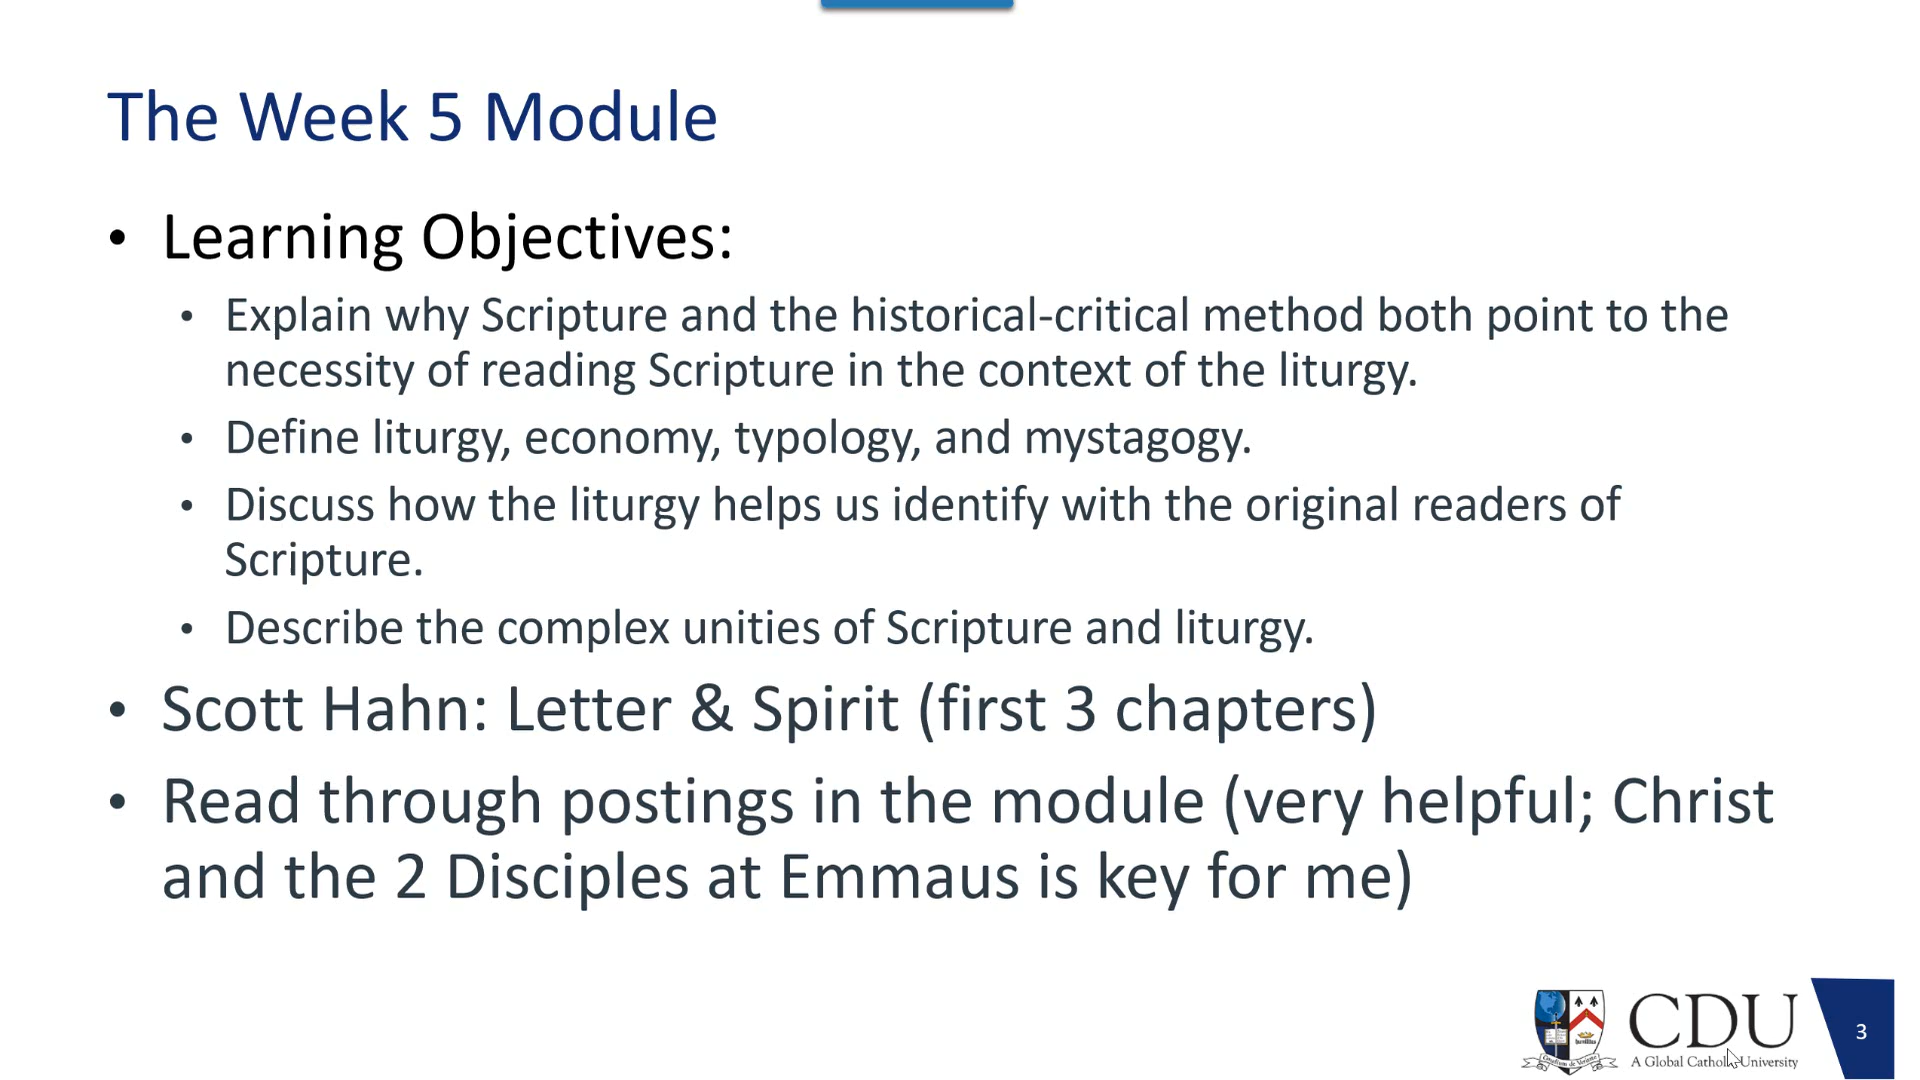 The Week 5 Module
• Learning Objectives:
• Explain why Scripture and the historical-critical method both point to the
necessity of reading Scripture in the context of the liturgy.
• Define liturgy, economy, typology, and mystagogy.
• Discuss how the liturgy helps us identify with the original readers of
Scripture.
• Describe the complex unities of Scripture and liturgy.
• Scott Hahn: Letter & Spirit (first 3 chapters)
• Read through postings in the module (very helpful; Christ
and the 2 Disciples at Emmaus is key for me)
CDU
A Global Catholic University
3